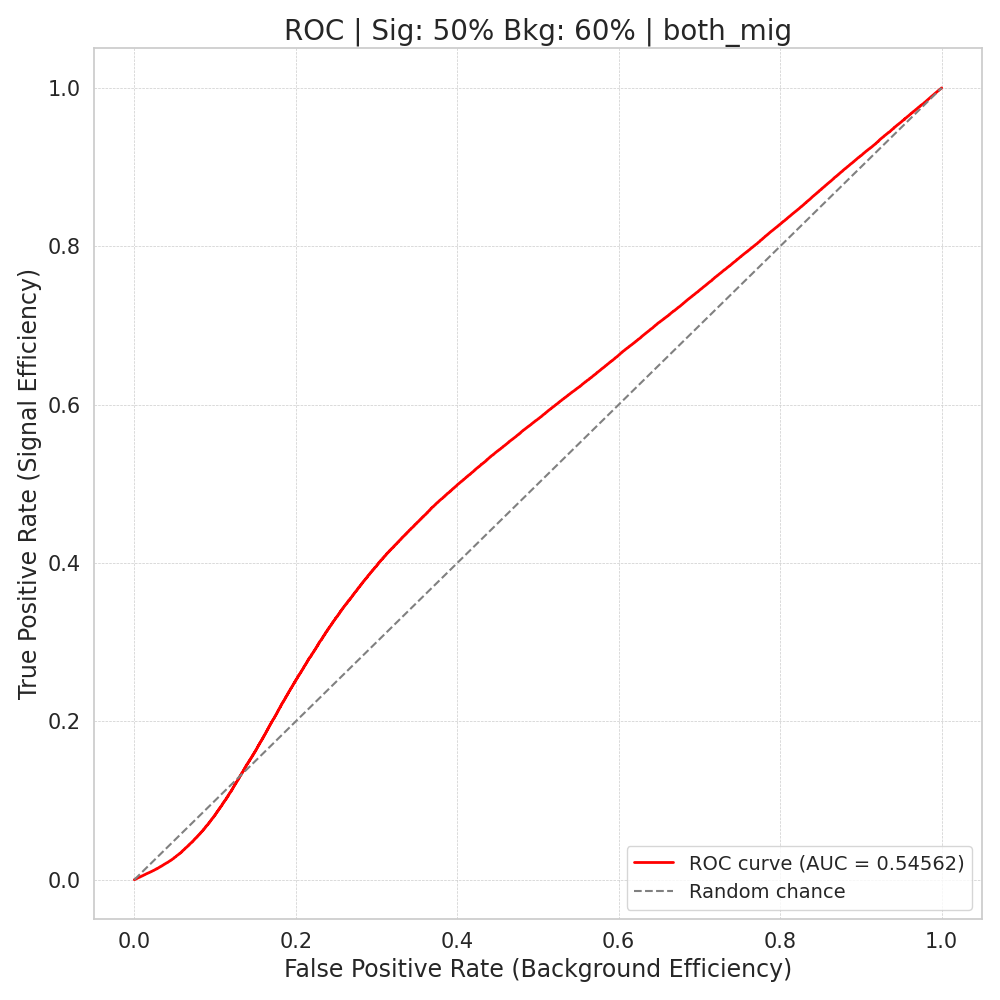 ROC | Sig: 50% Bkg: 60% | both_mig
True Positive Rate (Signal Efficiency)
1.0
0.8
0.6
0.4
0.2
0.0
ROC curve (AUC = 0.54562)
Random chance
0.0 0.2 0.4 0.6 0.8 1.0
False Positive Rate (Background Efficiency)